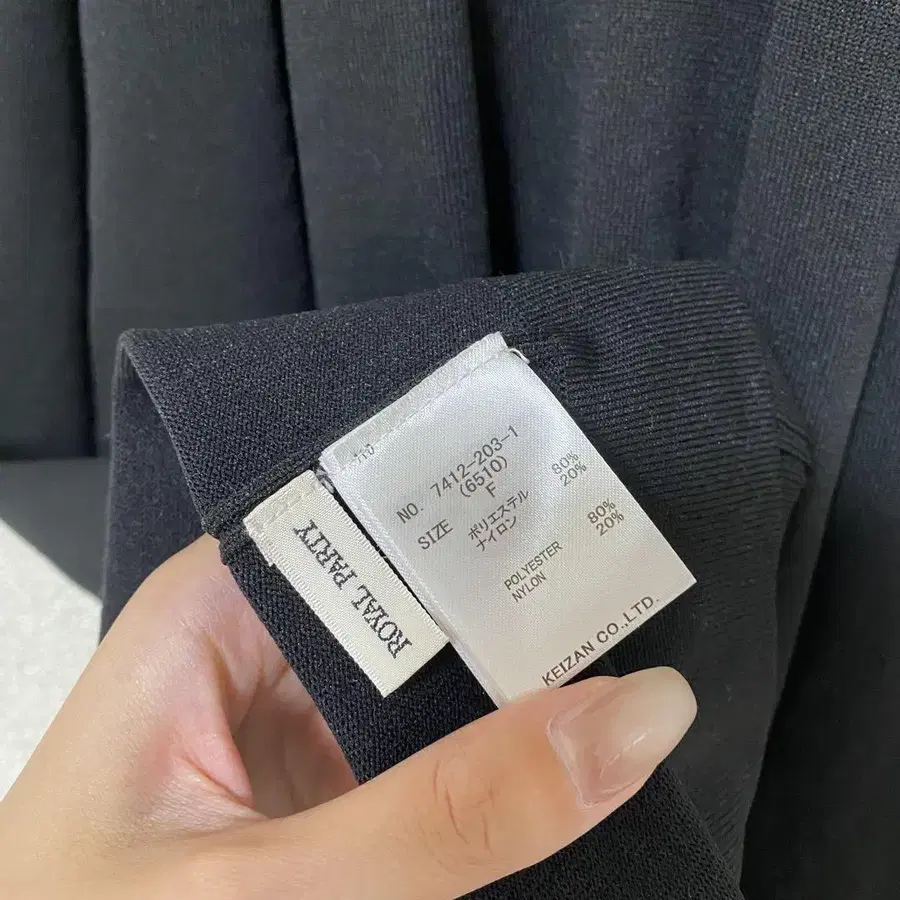 ROYAL PARTY
NO. 7412-203-1
(6510)
SIZE F
ポリエステル 80%
ナイロン 20%
POLYESTER 80%
NYLON 20%
KEIZAN CO.,LTD.